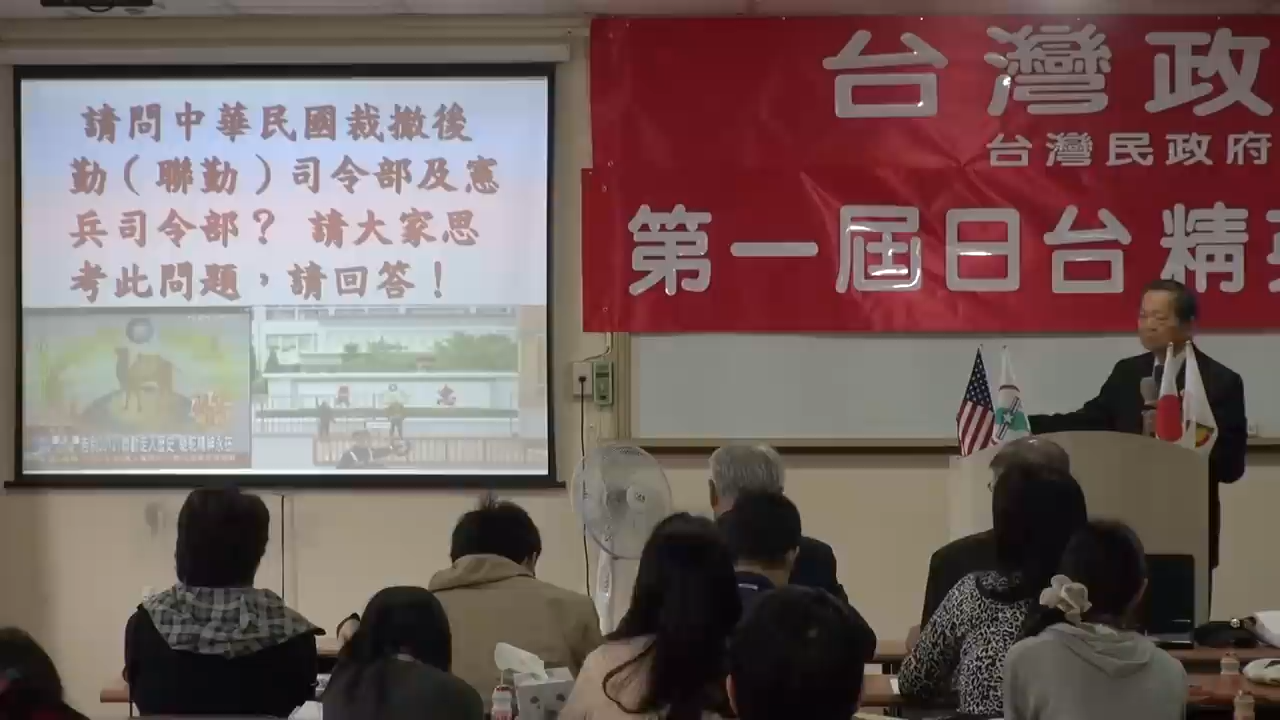 請問中華民國裁撤後
勤(聯勤)司令部及憲
兵司令部? 請大家思
考此問題,請回答!
台灣政
台灣民政府
第一屆日台精
忠